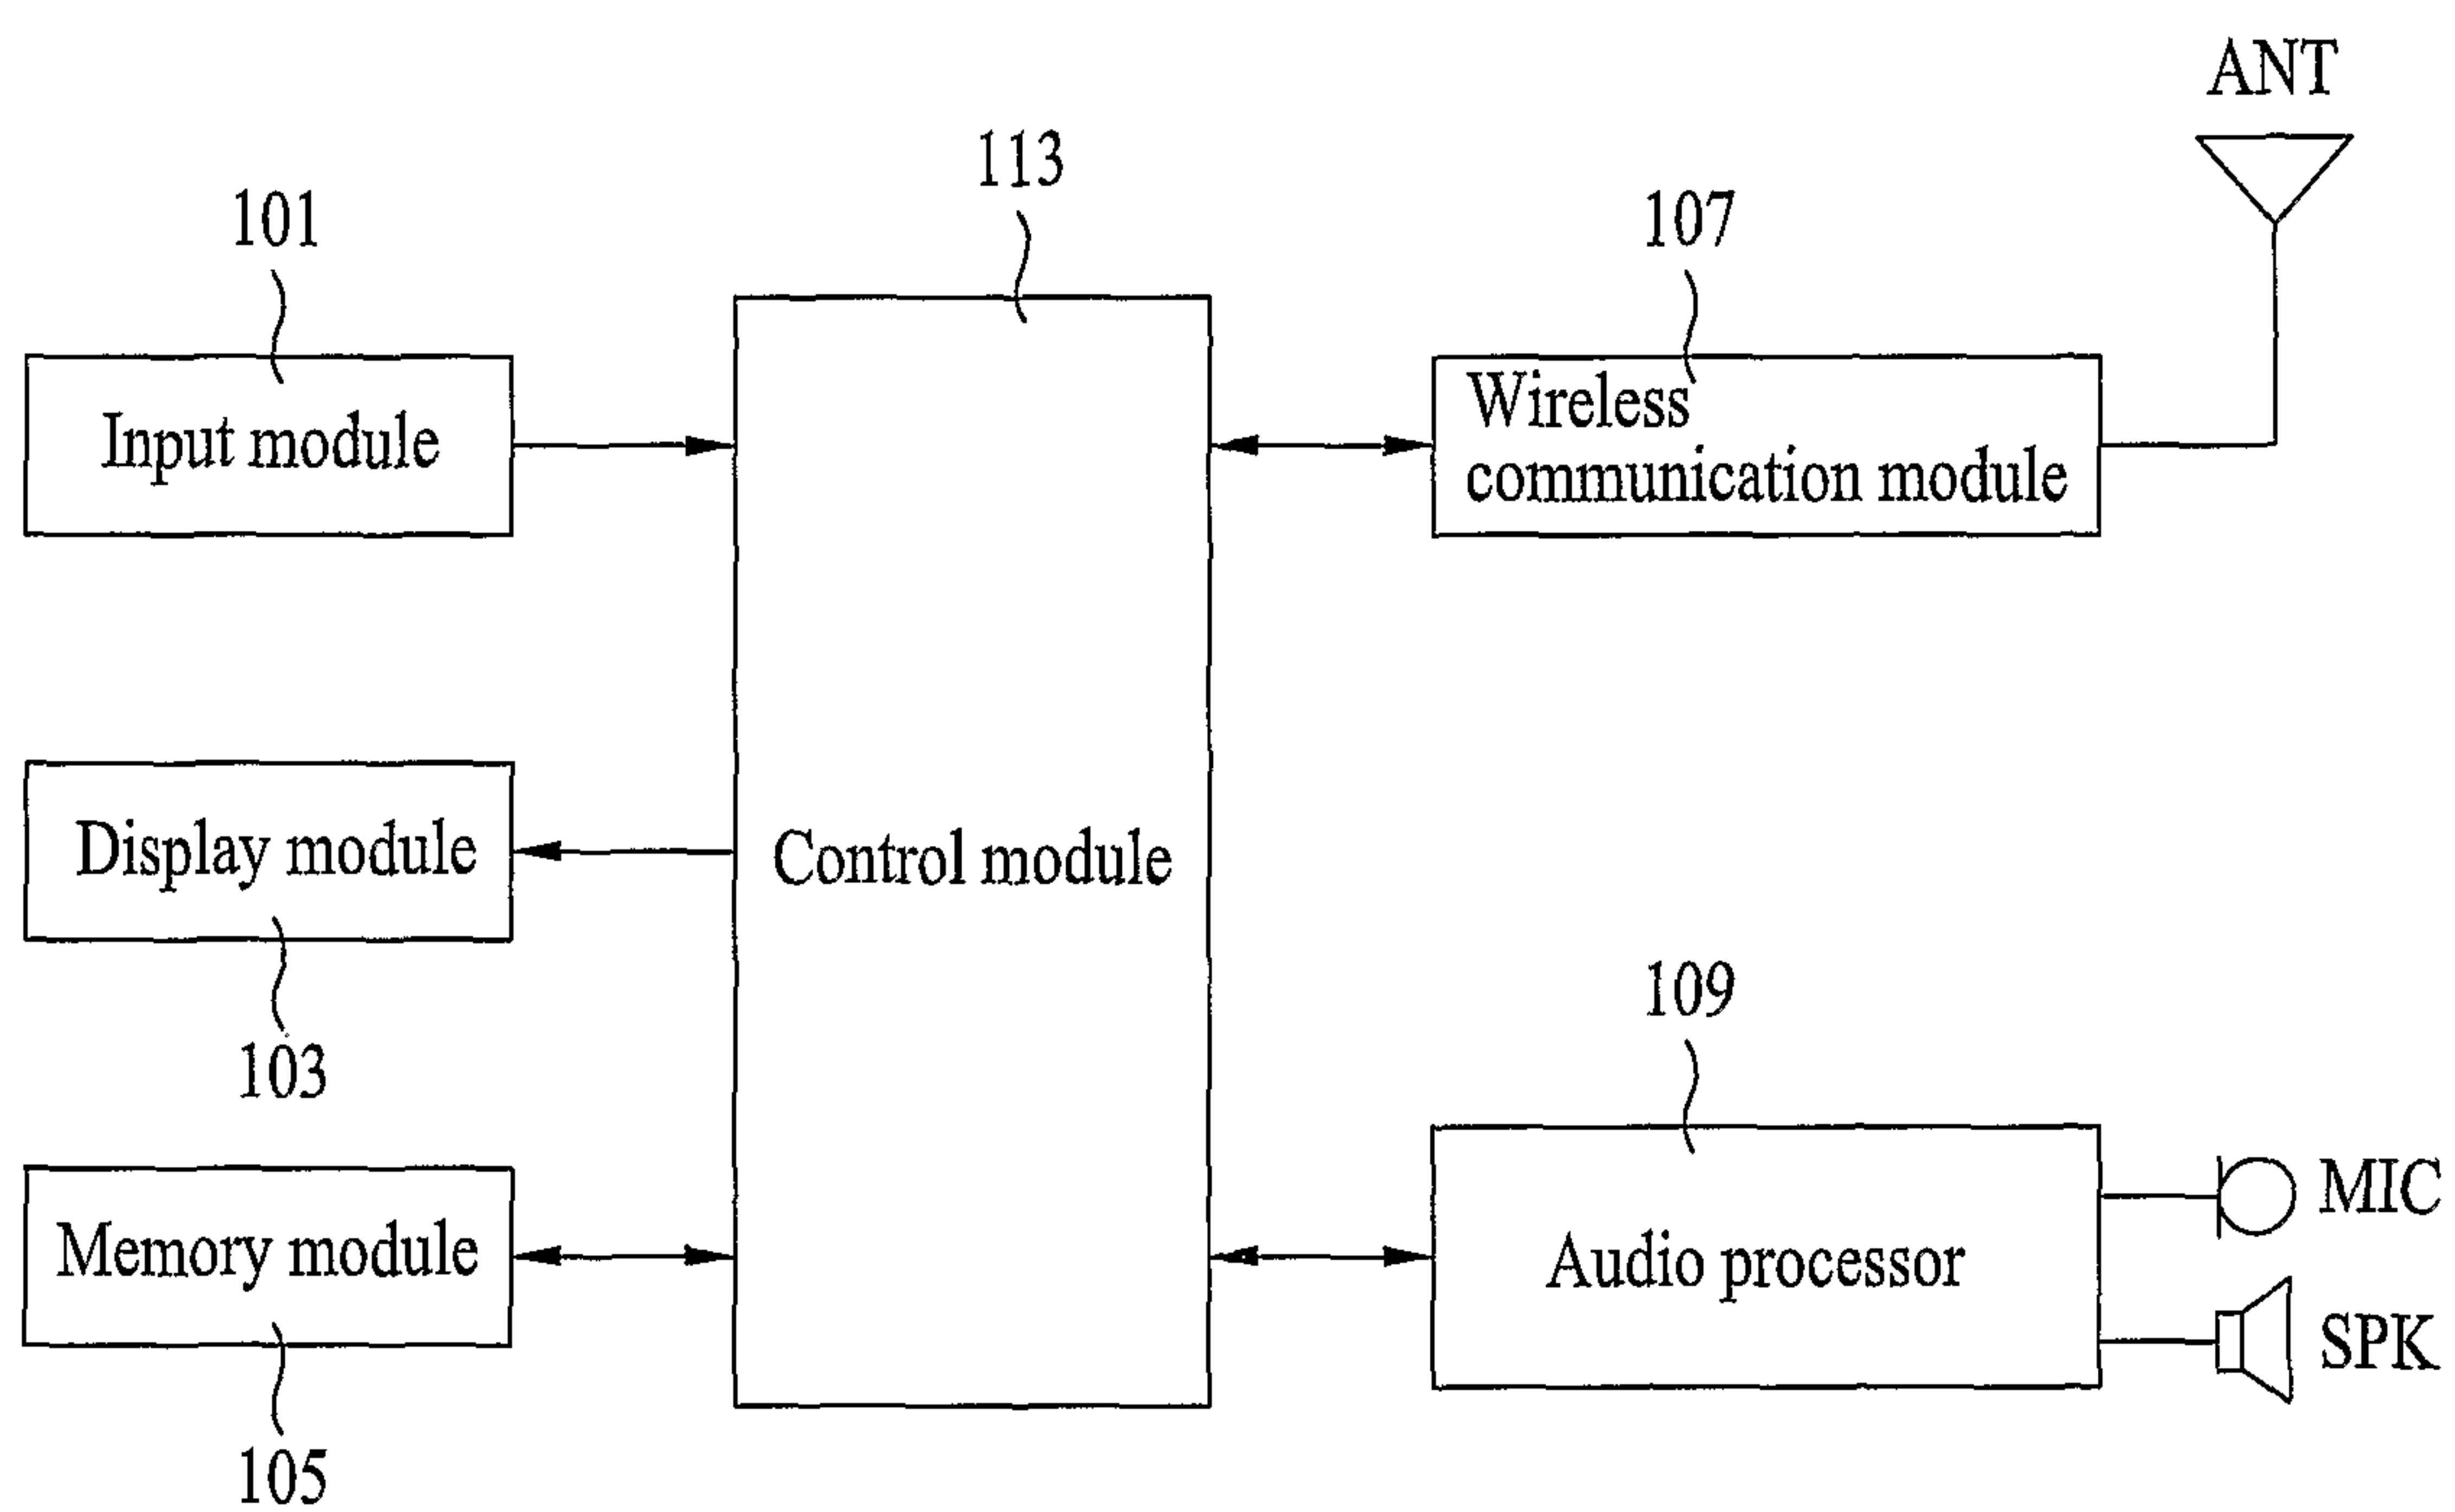 ANT
113
101
107
Input module
Wireless
communication module
Display module
Control module
103
109
Memory module
Audio processor
MIC
SPK
105